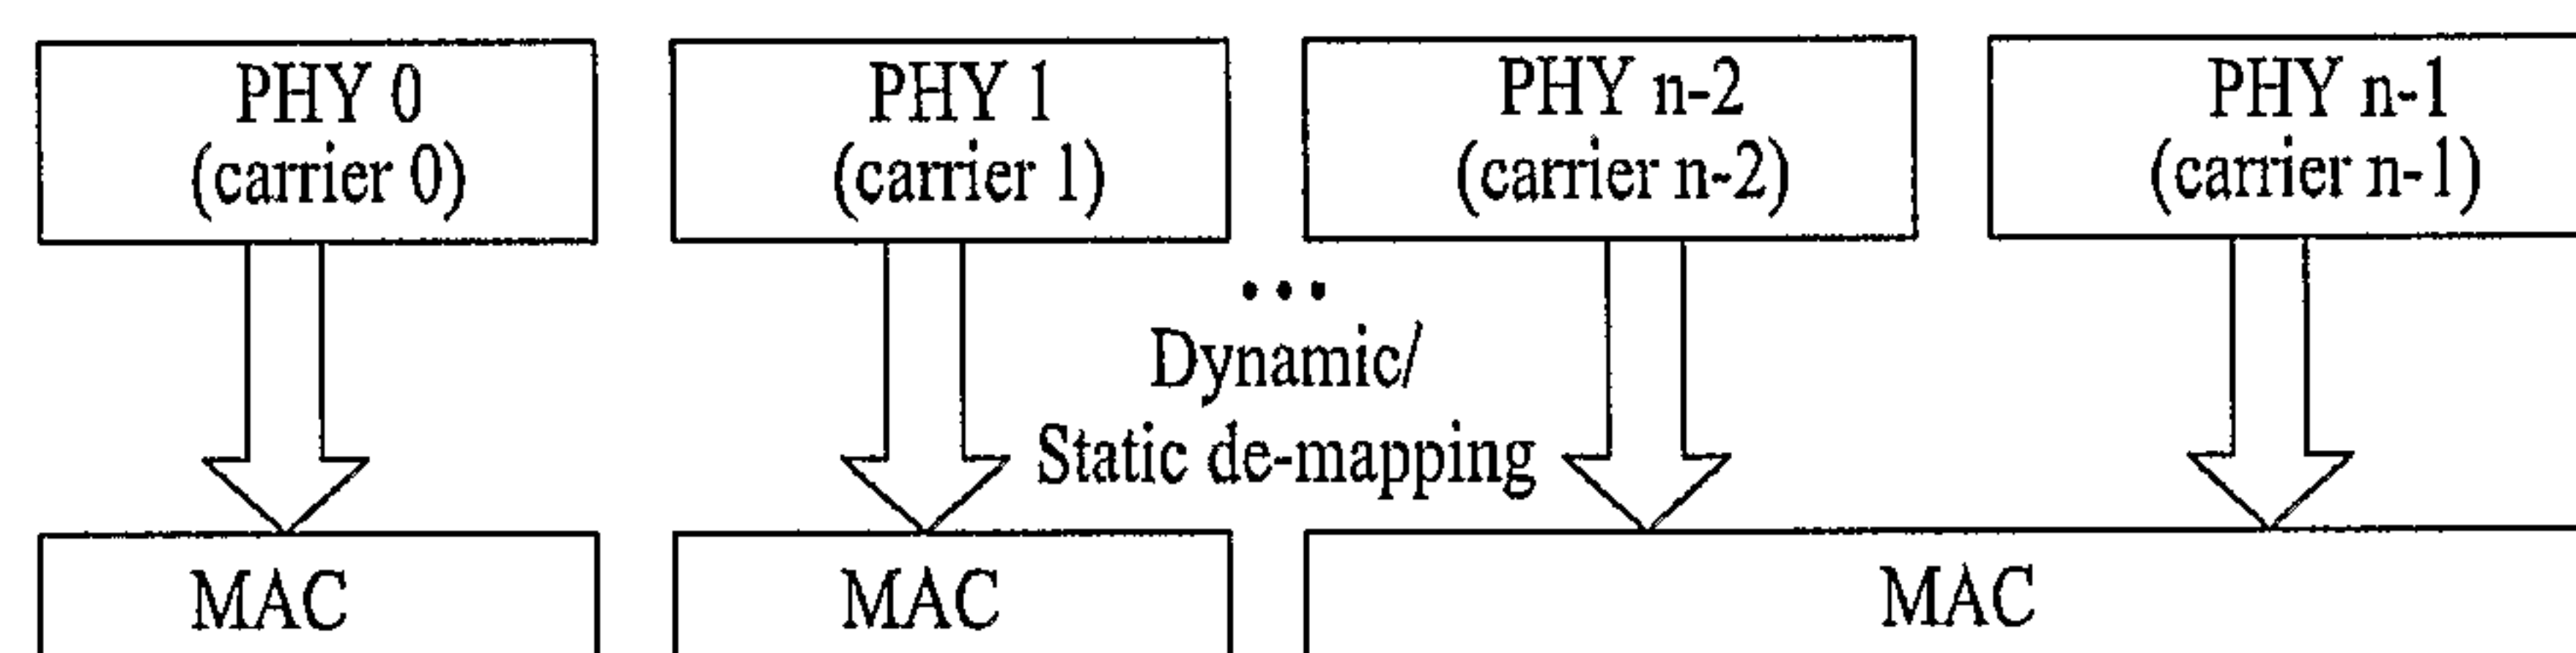 PHY 0
(carrier 0)
PHY 1
(carrier 1)
PHY n-2
(carrier n-2)
PHY n-1
(carrier n-1)
•••
Dynamic/
Static de-mapping
MAC
MAC
MAC